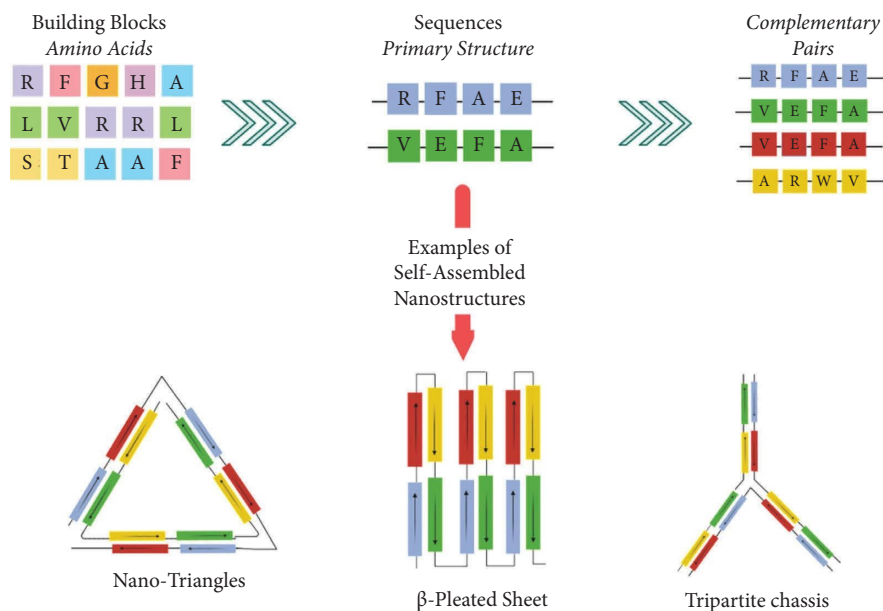 Building Blocks
Amino Acids
R F G H A
L V R R L
S T A A F
Sequences
Primary Structure
R F A E
V E F A
Complementary
Pairs
R F A E
V E F A
V E F A
A R W V
Examples of
Self-Assembled
Nanostructures
Nano-Triangles
β-Pleated Sheet
Tripartite chassis